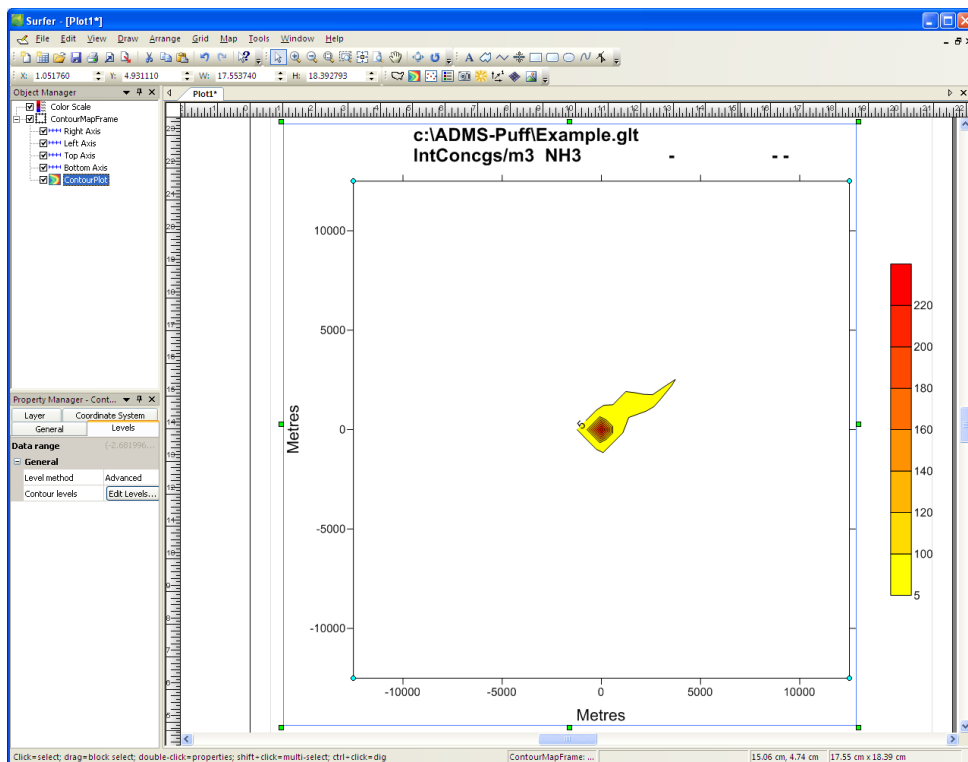 Surfer - [Plot1*]
File Edit View Draw Arrange Grid Map Tools Window Help
X: 1.051760 Y: 4.931110 W: 17.553740 H: 18.392793
Object Manager
Plot1*
Color Scale
ContourMapFrame
Right Axis
Left Axis
Top Axis
Bottom Axis
ContourPlot
Property Manager - Cont...
Layer Coordinate System
General Levels
Data range (-2.681996...
General
Level method Advanced
Contour levels Edit Levels...
c:\ADMS-Puff\Example.glt
IntConcgs/m3 NH3 - - -
10000
5000
0
-5000
-10000
Metres
5
-10000 -5000 0 5000 10000
Metres
220
200
180
160
140
120
100
5
Click=select; drag=block select; double-click=properties; shift+click=multi-select; ctrl+click=dig ContourMapFrame: ... 15.06 cm, 4.74 cm 17.55 cm x 18.39 cm